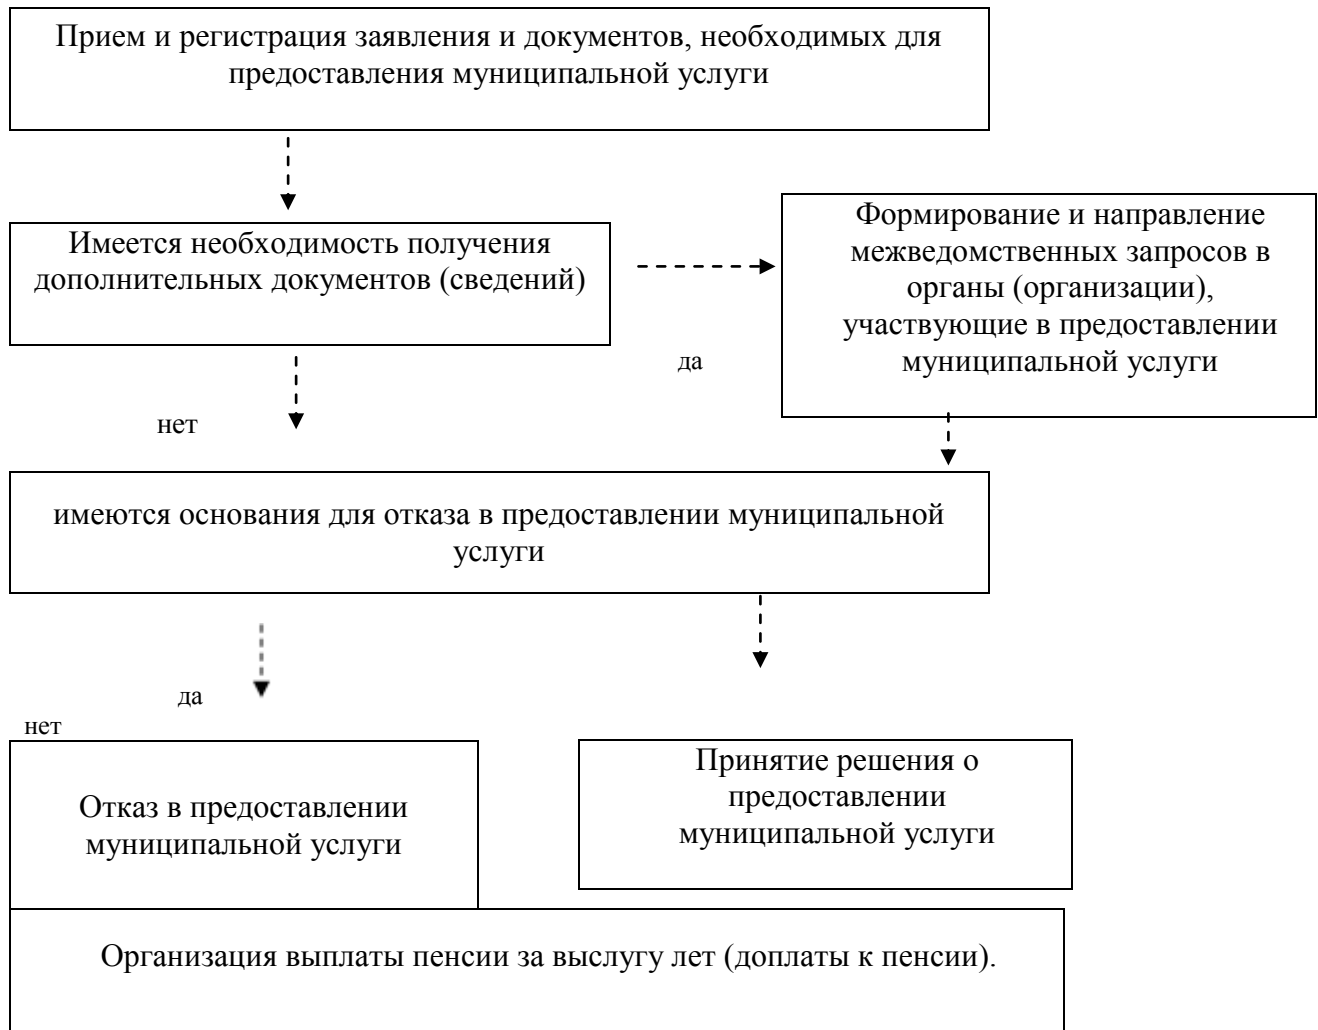 Прием и регистрация заявления и документов, необходимых для
предоставления муниципальной услуги
Имеется необходимость получения
дополнительных документов (сведений)
Формирование и направление
межведомственных запросов в
органы (организации),
участвующие в предоставлении
муниципальной услуги
да
нет
имеются основания для отказа в предоставлении муниципальной
услуги
да
нет
Отказ в предоставлении
муниципальной услуги
Принятие решения о
предоставлении
муниципальной услуги
Организация выплаты пенсии за выслугу лет (доплаты к пенсии).